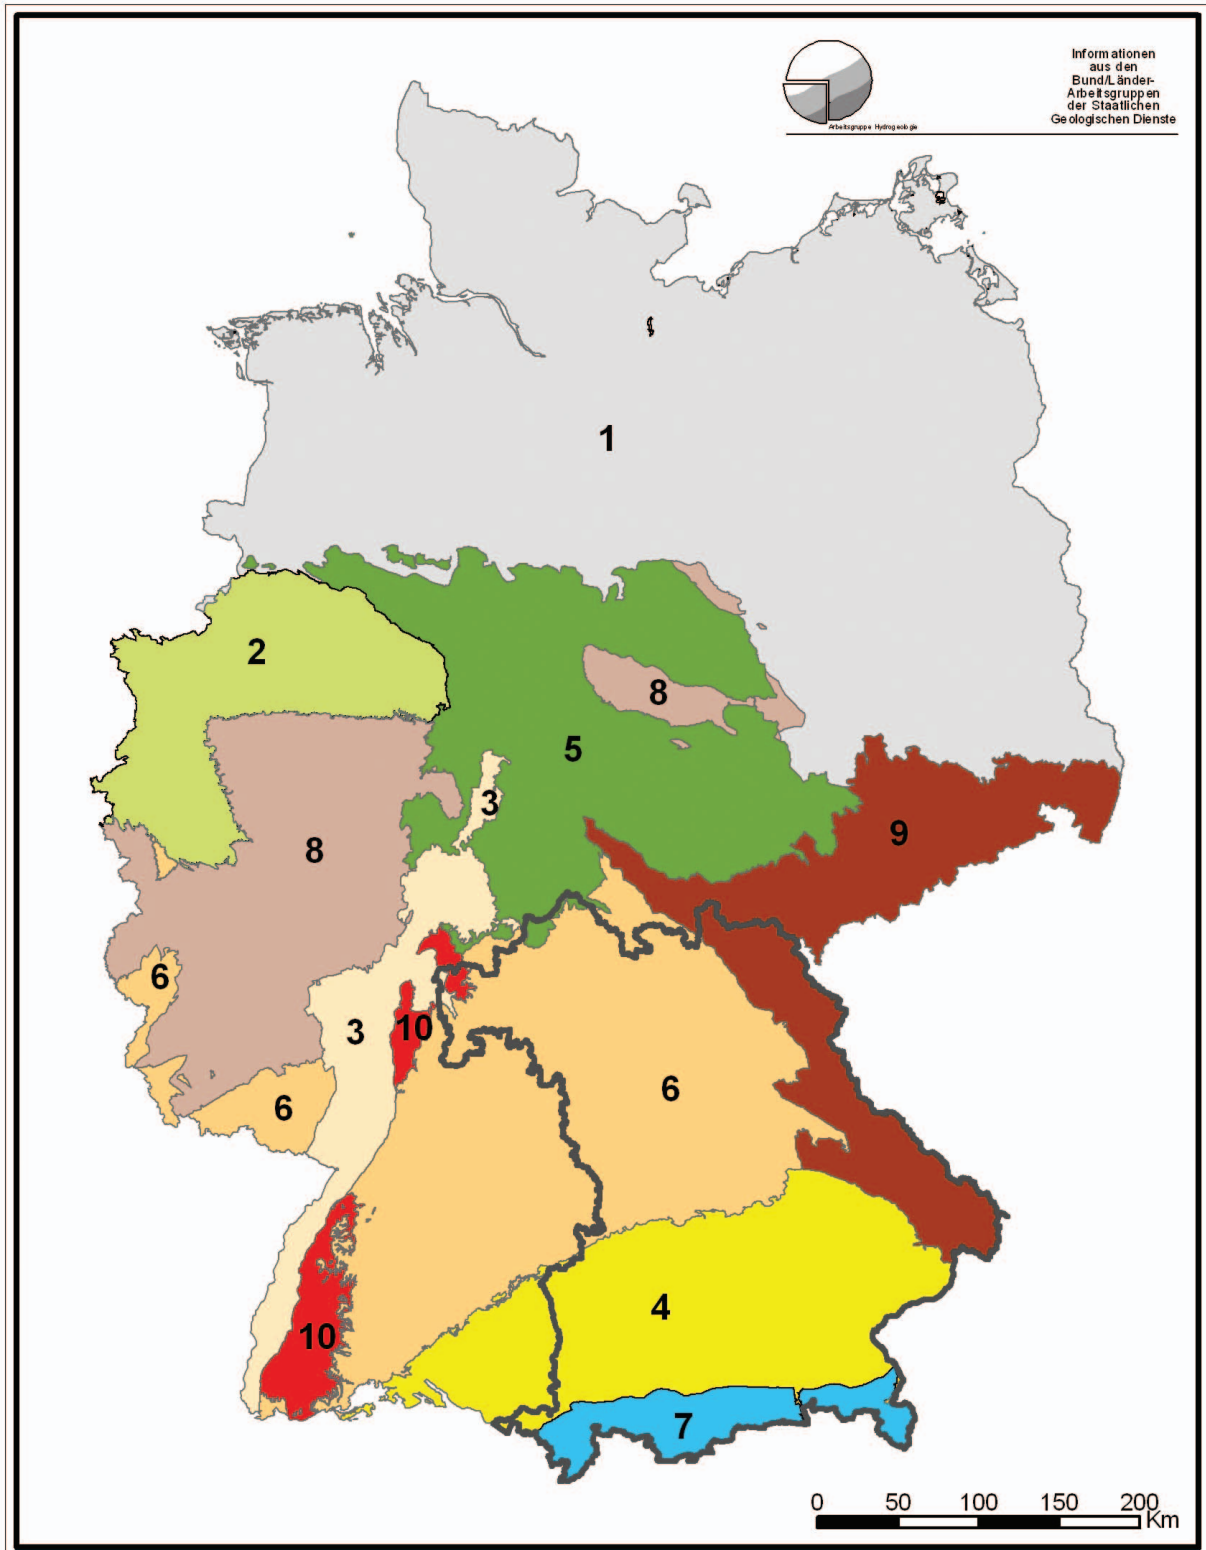 Informationen
aus den
Bund/Länder-
Arbeitsgruppen
der Staatlichen
Geologischen Dienste
Arbeitsgruppe Hydrogeologie
1
2
8
5
3
8
9
6
3
10
6
6
4
10
7
0 50 100 150 200
Km